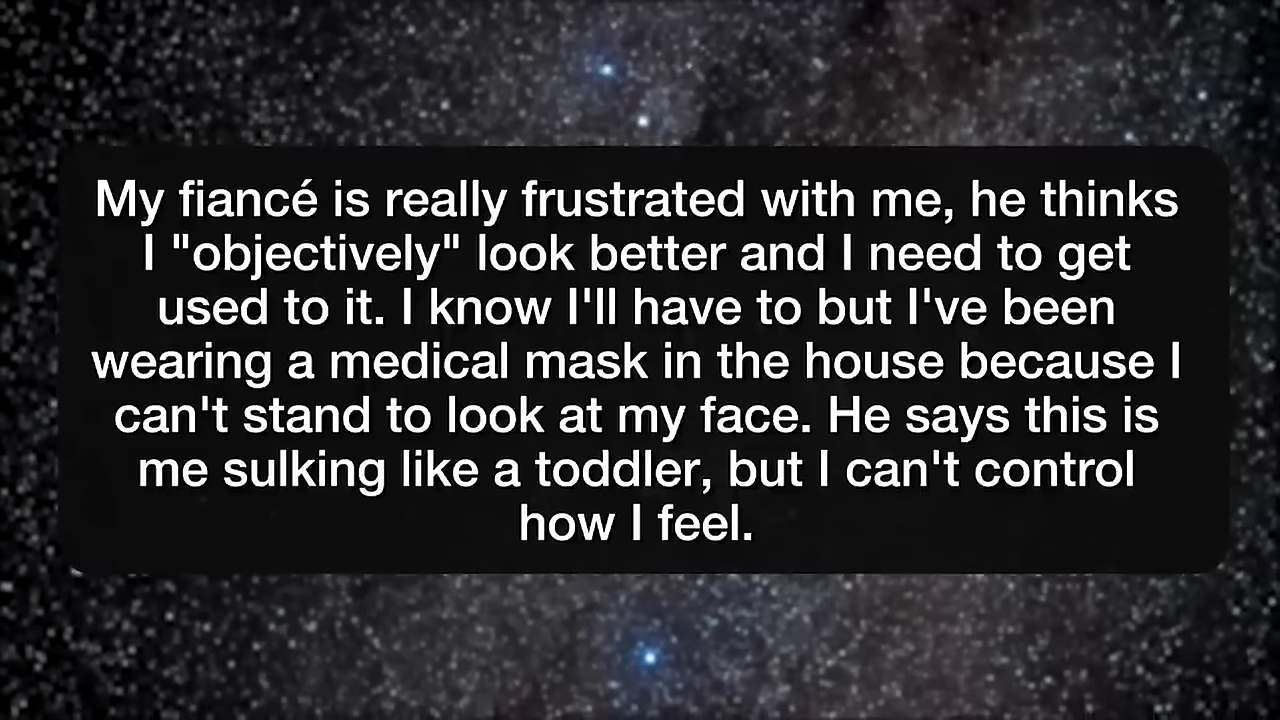 My fiancé is really frustrated with me, he thinks
I "objectively" look better and I need to get
used to it. I know I'll have to but I've been
wearing a medical mask in the house because I
can't stand to look at my face. He says this is
me sulking like a toddler, but I can't control
how I feel.